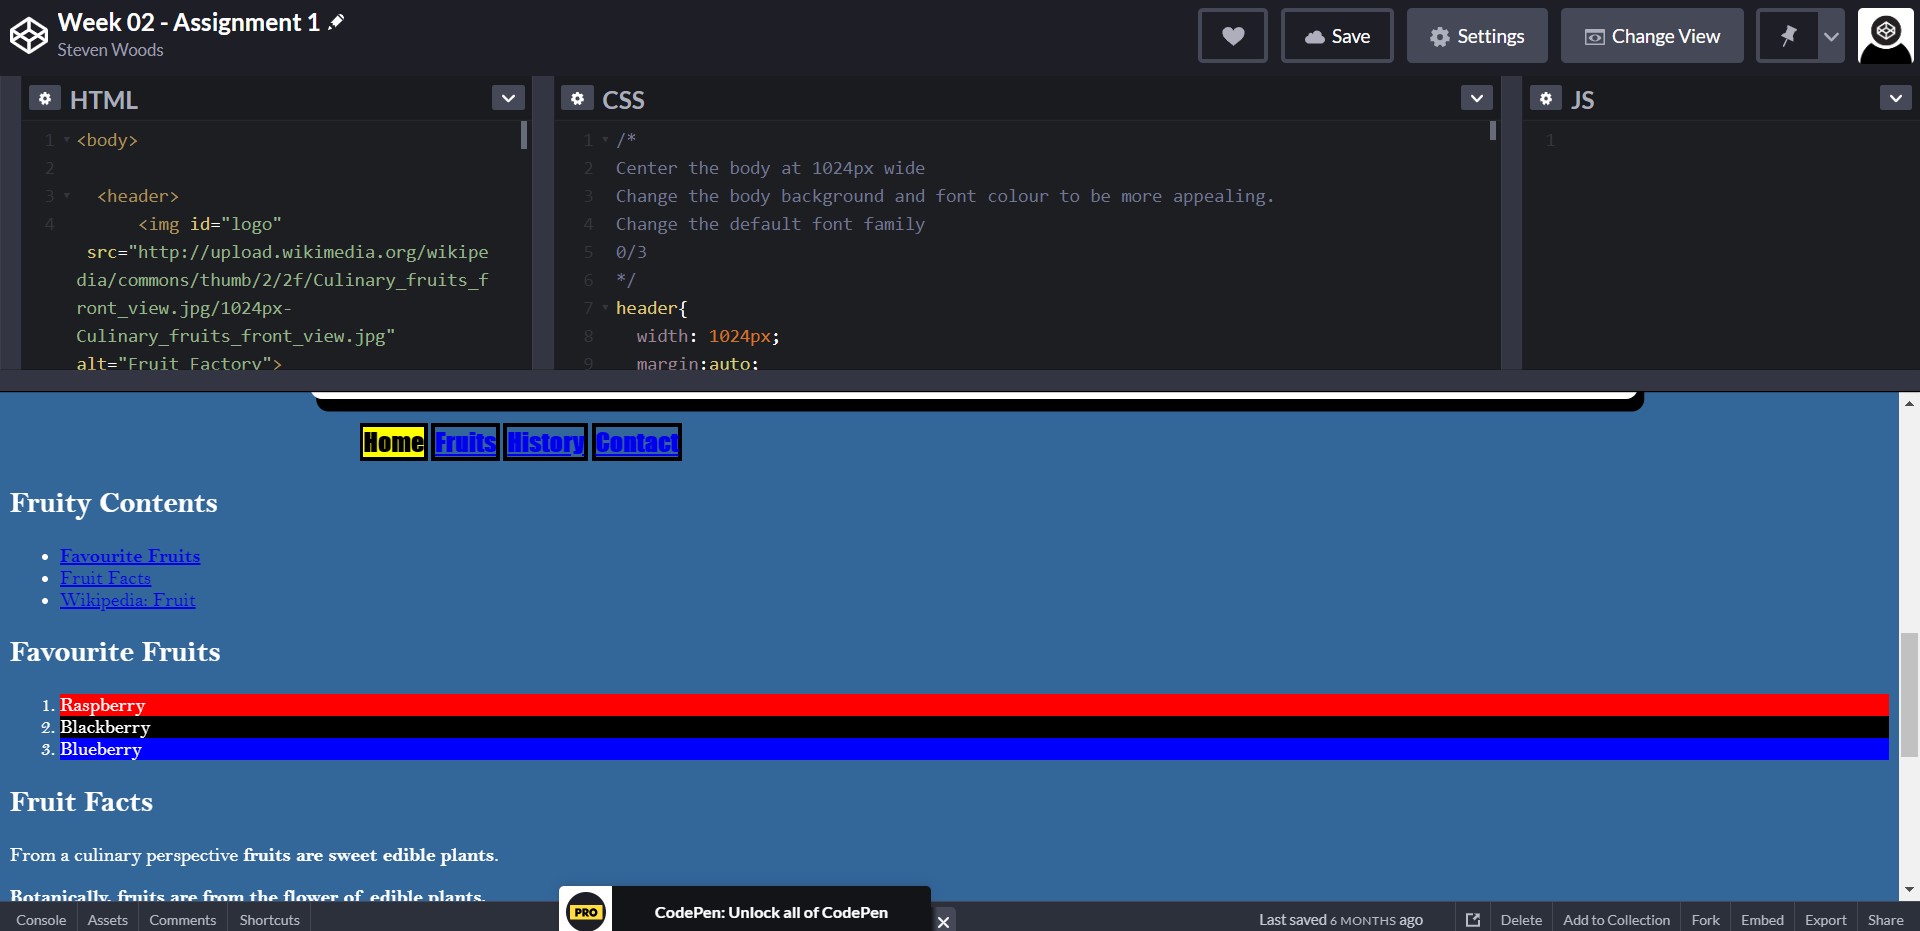 Week 02 - Assignment 1
Steven Woods
Save
Settings
Change View
HTML
1 <body>
2
3 <header>
4 <img id="logo"
src="http://upload.wikimedia.org/wikipe
dia/commons/thumb/2/2f/Culinary_fruits_f
ront_view.jpg/1024px-
Culinary_fruits_front_view.jpg"
alt="Fruit Factory">
CSS
1 /*
2 Center the body at 1024px wide
3 Change the body background and font colour to be more appealing.
4 Change the default font family
5 0/3
6 */
7 header{
8 width: 1024px;
9 margin:auto;
JS
1
Home Fruits History Contact
Fruity Contents
• Favourite Fruits
• Fruit Facts
• Wikipedia: Fruit
Favourite Fruits
1. Raspberry
2. Blackberry
3. Blueberry
Fruit Facts
From a culinary perspective fruits are sweet edible plants.
Botanically, fruits are from the flower of edible plants.
PRO
CodePen: Unlock all of CodePen
Console Assets Comments Shortcuts
Last saved 6 MONTHS ago
Delete Add to Collection Fork Embed Export Share